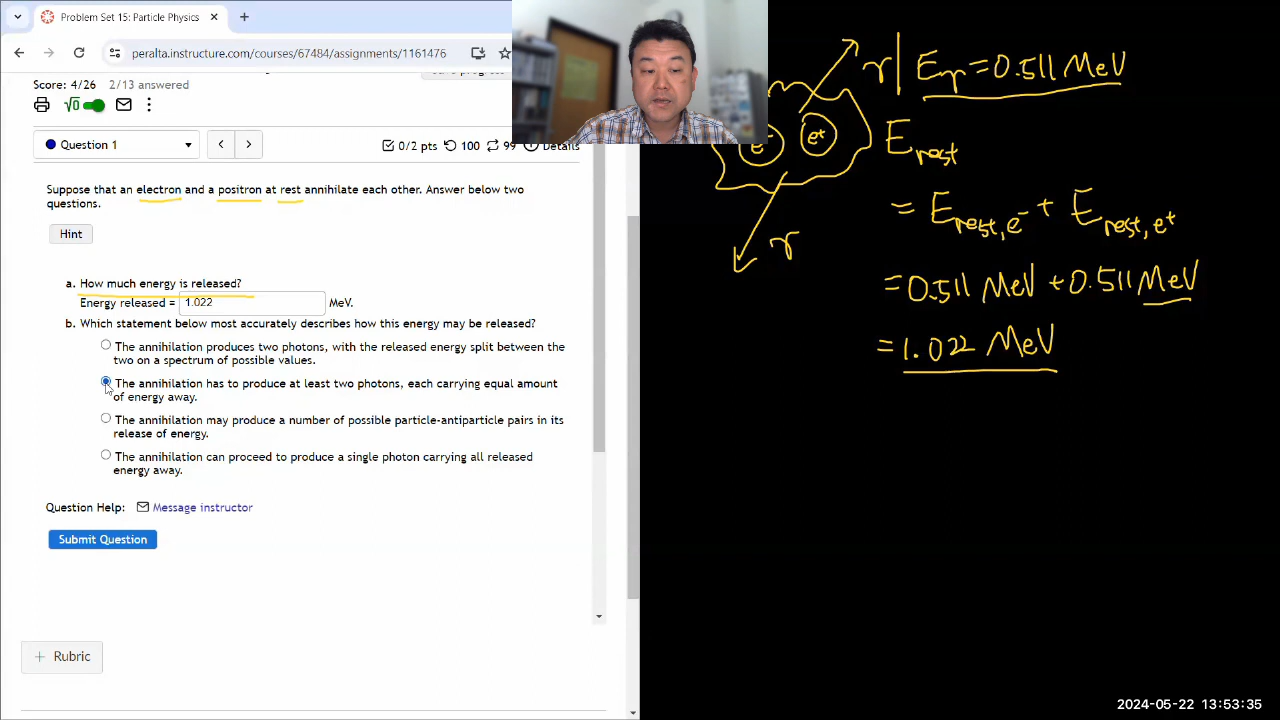 Problem Set 15: Particle Physics
peralta.instructure.com/courses/67484/assignments/1161476
Score: 4/26 2/13 answered
√0
Question 1
0/2 pts 100 99 Details
Suppose that an electron and a positron at rest annihilate each other. Answer below two
questions.
Hint
a. How much energy is released?
Energy released = 1.022 MeV.
b. Which statement below most accurately describes how this energy may be released?
The annihilation produces two photons, with the released energy split between the
two on a spectrum of possible values.
The annihilation has to produce at least two photons, each carrying equal amount
of energy away.
The annihilation may produce a number of possible particle-antiparticle pairs in its
release of energy.
The annihilation can proceed to produce a single photon carrying all released
energy away.
Question Help: Message instructor
Submit Question
+ Rubric
γ | Eγ = 0.511 MeV
e⁻ e⁺
γ
E rest
= E rest, e⁻ + E rest, e⁺
= 0.511 MeV + 0.511 MeV
= 1.022 MeV
2024-05-22 13:53:35